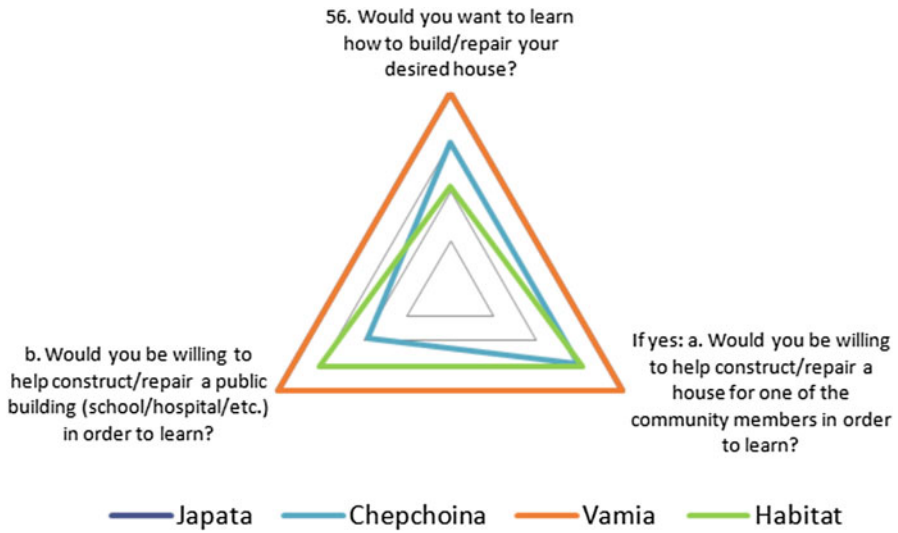 56. Would you want to learn
how to build/repair your
desired house?
b. Would you be willing to
help construct/repair a public
building (school/hospital/etc.)
in order to learn?
If yes: a. Would you be willing
to help construct/repair a
house for one of the
community members in order
to learn?
Japata Chepchoina Vamia Habitat